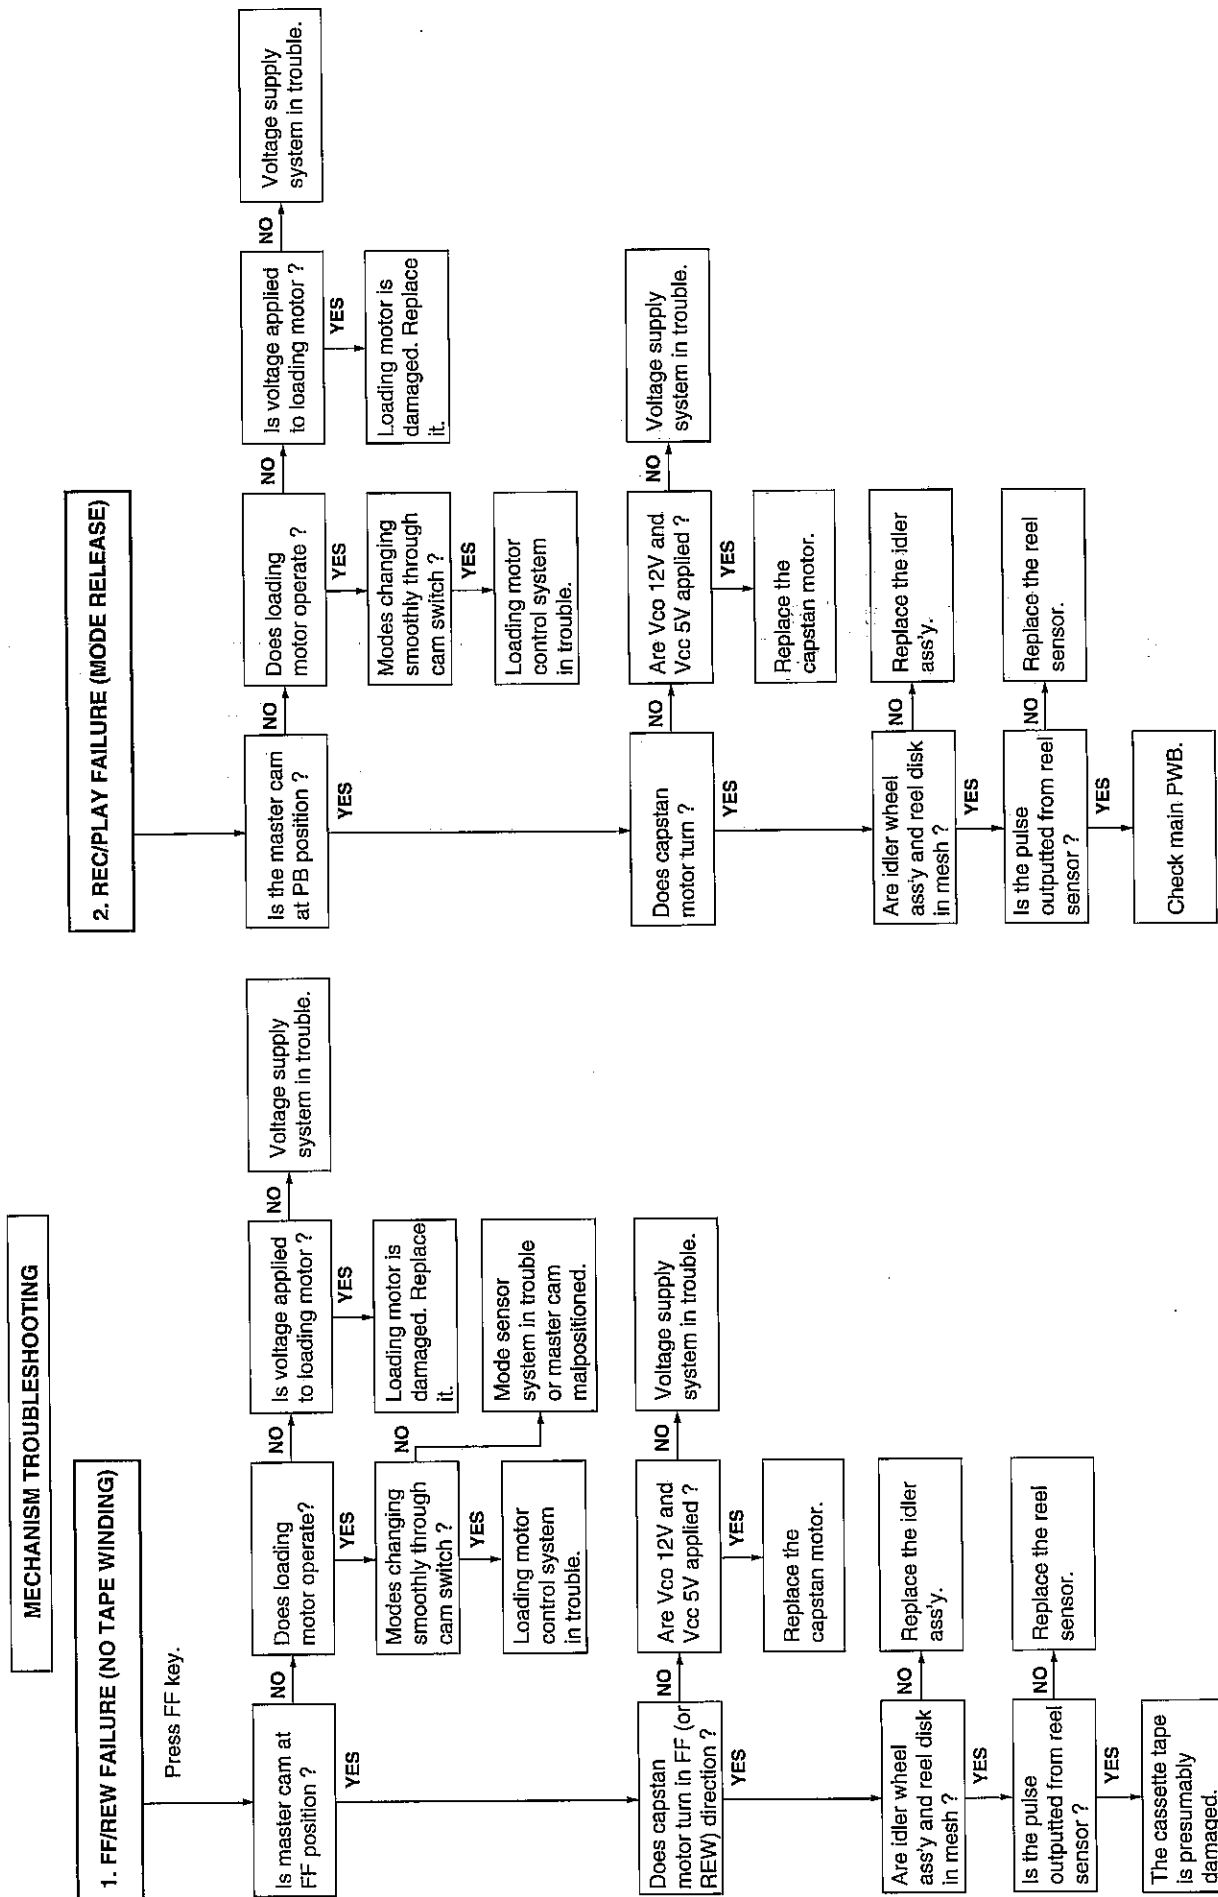 MECHANISM TROUBLESHOOTING
1. FF/REW FAILURE (NO TAPE WINDING)
Press FF key.
Is master cam at
FF position ?
NO
Does loading
motor operate?
NO
Is voltage applied
to loading motor ?
NO
Voltage supply
system in trouble.
YES
YES
YES
Modes changing
smoothly through
cam switch ?
NO
Loading motor is
damaged. Replace
it.
YES
Loading motor
control system
in trouble.
Mode sensor
system in trouble
or master cam
malpositioned.
Does capstan
motor turn in FF (or
REW) direction ?
NO
Are Vco 12V and
Vcc 5V applied ?
NO
Voltage supply
system in trouble.
YES
YES
Replace the
capstan motor.
Are idler wheel
ass'y and reel disk
in mesh ?
NO
Replace the idler
ass'y.
YES
Is the pulse
outputted from reel
sensor ?
NO
Replace the reel
sensor.
YES
The cassette tape
is presumably
damaged.
2. REC/PLAY FAILURE (MODE RELEASE)
Is the master cam
at PB position ?
NO
Does loading
motor operate ?
NO
Is voltage applied
to loading motor ?
NO
Voltage supply
system in trouble.
YES
YES
YES
Modes changing
smoothly through
cam switch ?
Loading motor is
damaged. Replace
it.
YES
Loading motor
control system
in trouble.
Does capstan
motor turn ?
NO
Are Vco 12V and
Vcc 5V applied ?
NO
Voltage supply
system in trouble.
YES
YES
Replace the
capstan motor.
Are idler wheel
ass'y and reel disk
in mesh ?
NO
Replace the idler
ass'y.
YES
Is the pulse
outputted from reel
sensor ?
NO
Replace the reel
sensor.
YES
Check main PWB.